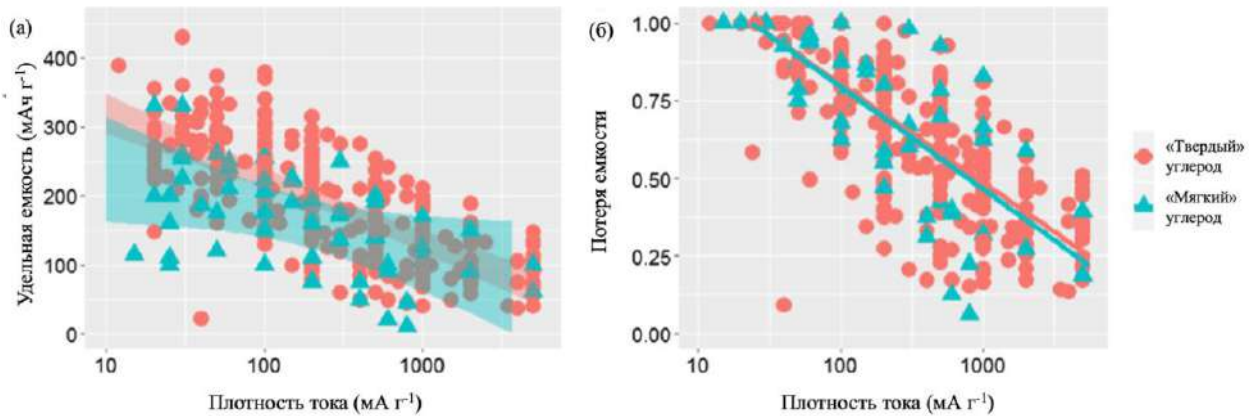 (а)
Удельная емкость (мАч г⁻¹)
400
300
200
100
0
10
100
1000
Плотность тока (мА г⁻¹)
(б)
Потеря емкости
1.00
0.75
0.50
0.25
0.00
10
100
1000
Плотность тока (мА г⁻¹)
«Твердый»
углерод
«Мягкий»
углерод